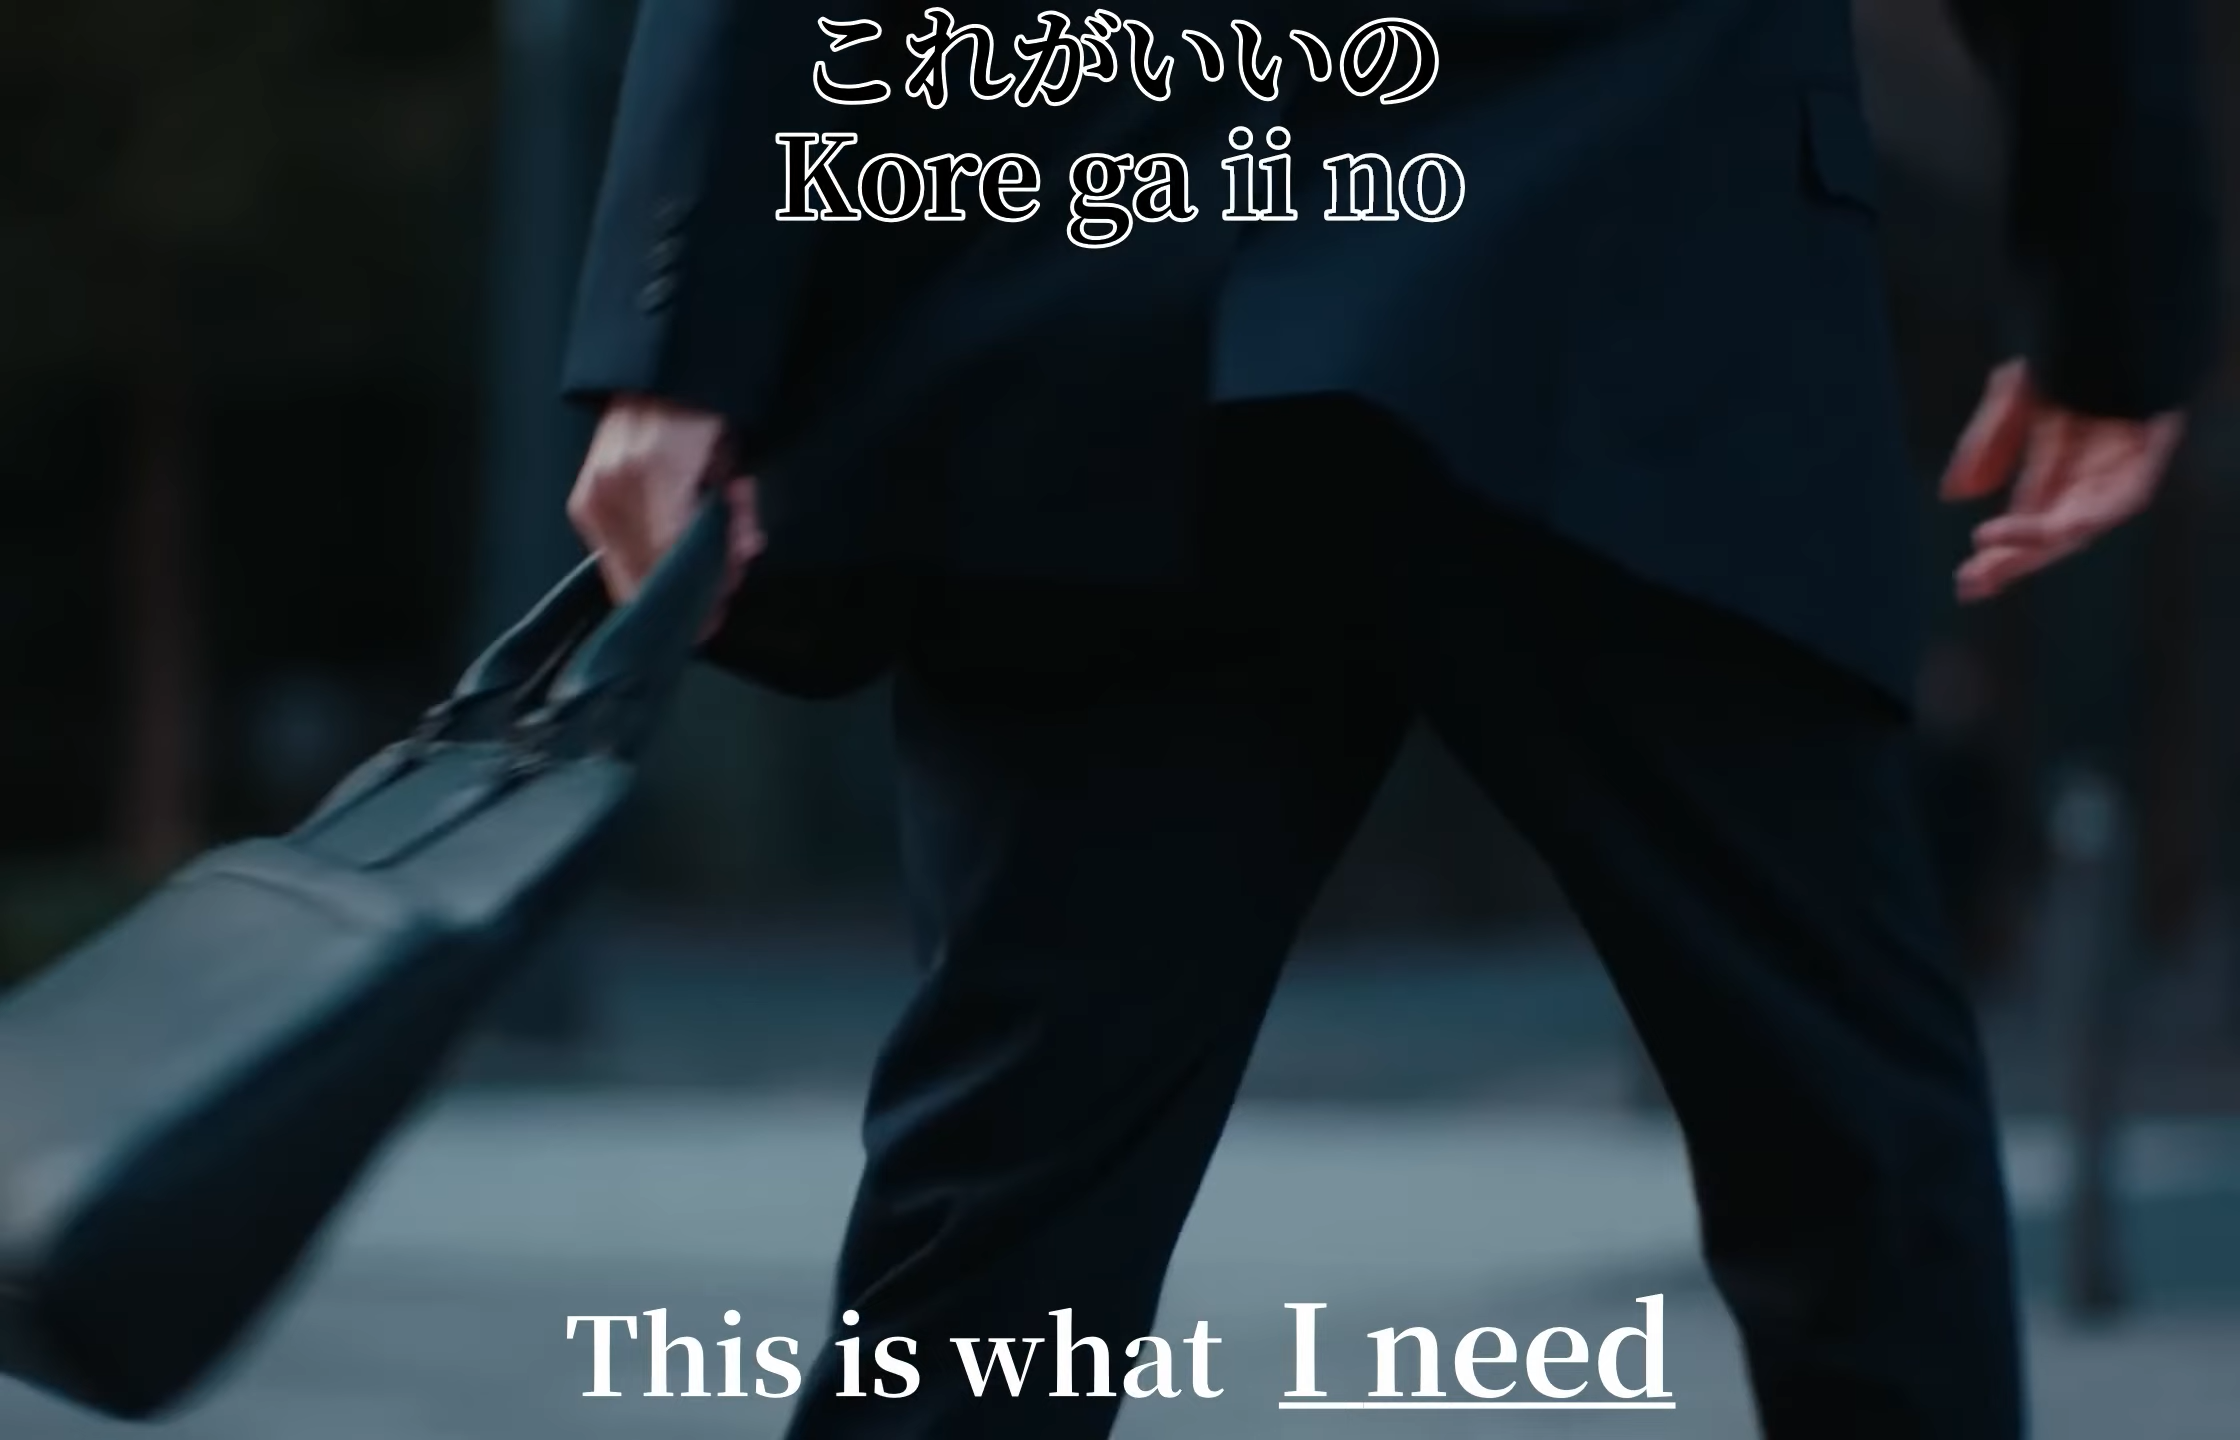 これがいいの
Kore ga ii no
This is what I need